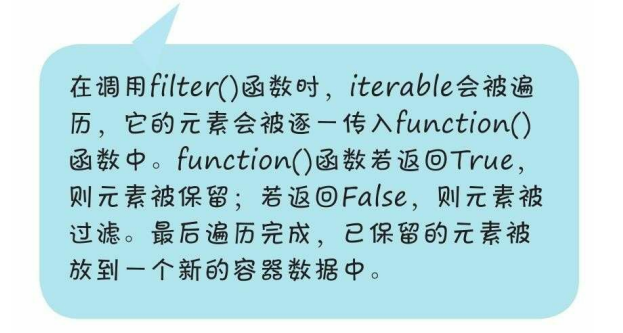 在调用filter()函数时，iterable会被遍
历，它的元素会被逐一传入function()
函数中。function()函数若返回True，
则元素被保留；若返回False，则元素被
过滤。最后遍历完成，已保留的元素被
放到一个新的容器数据中。